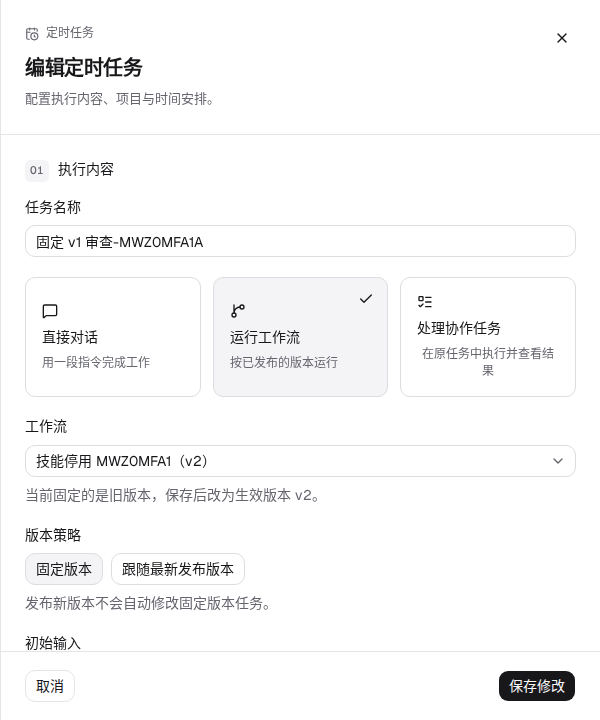 定时任务
编辑定时任务
配置执行内容、项目与时间安排。
01 执行内容
任务名称
固定 v1 审查-MWZ0MFA1A
直接对话
用一段指令完成工作
运行工作流
按已发布的版本运行
处理协作任务
在原任务中执行并查看结
果
工作流
技能停用 MWZ0MFA1（v2）
当前固定的是旧版本，保存后改为生效版本 v2。
版本策略
固定版本
跟随最新发布版本
发布新版本不会自动修改固定版本任务。
初始输入
取消
保存修改